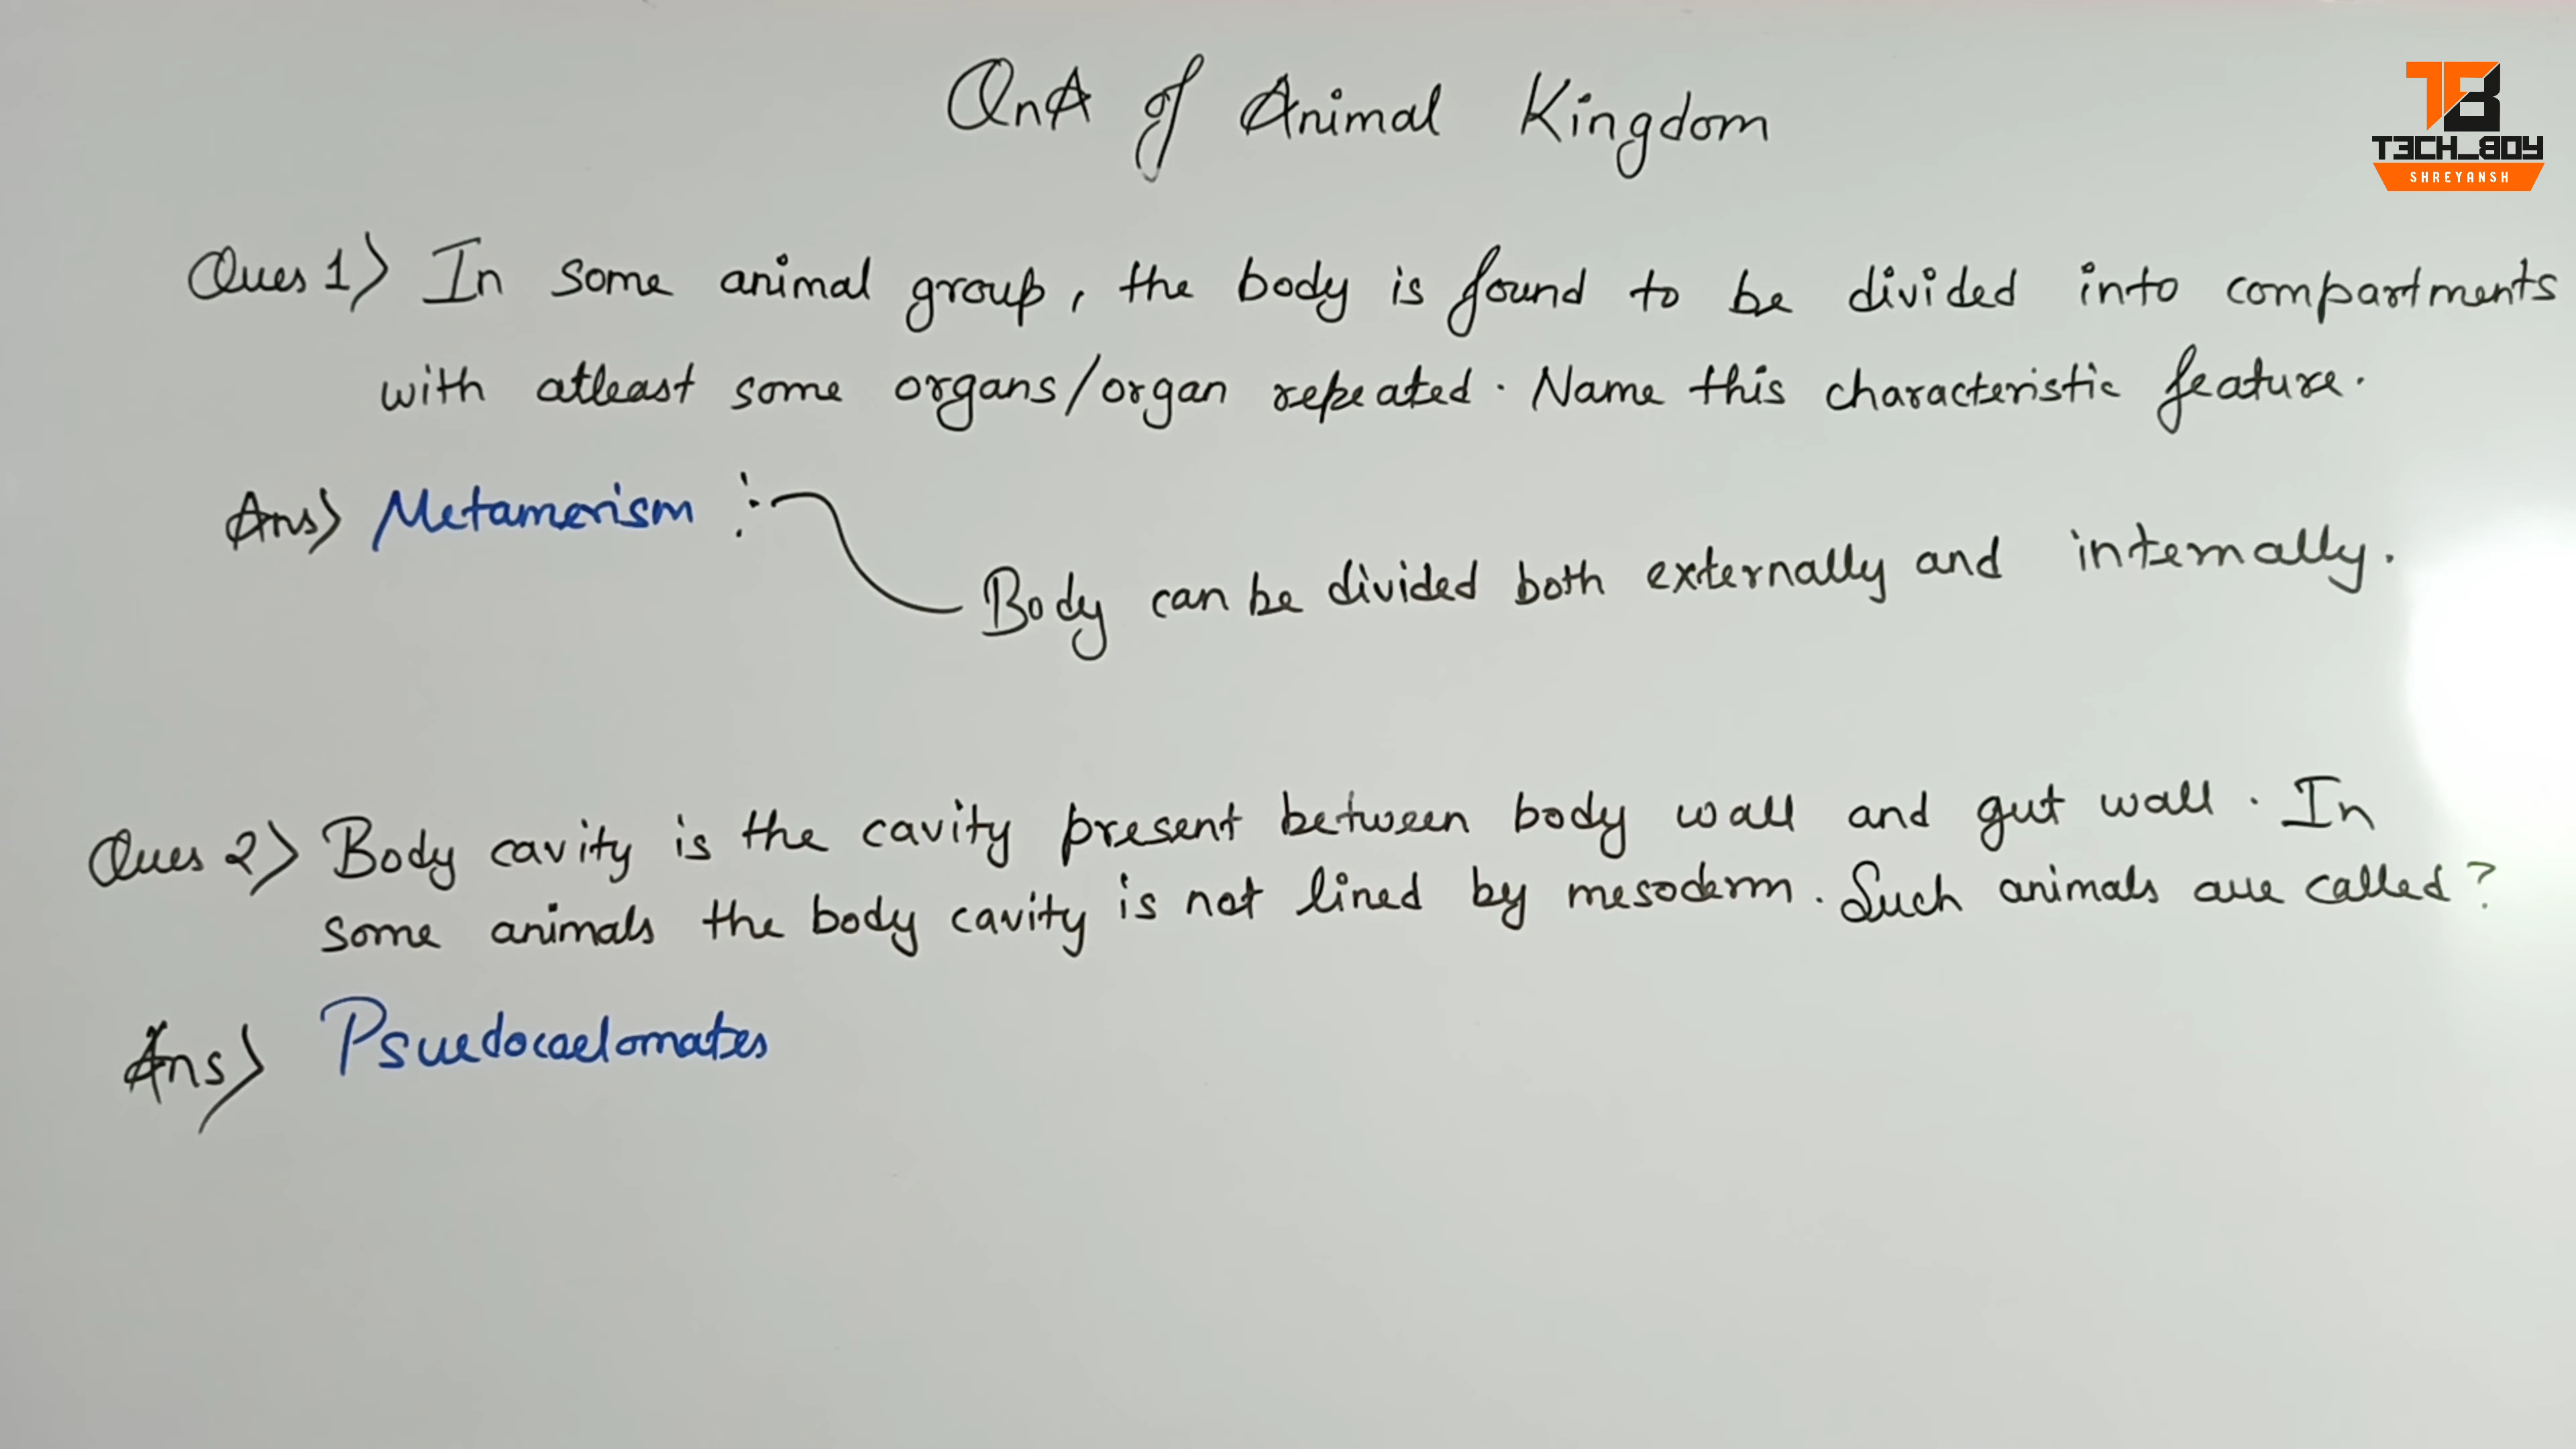 QnA of Animal Kingdom
TB
T3CH_BOY
SHREYANSH
Ques 1) In some animal group, the body is found to be divided into compartments
with atleast some organs/organ repeated. Name this characteristic feature.
Ans) Metamerism :-
Body can be divided both externally and internally.
Ques 2) Body cavity is the cavity present between body wall and gut wall. In
some animals the body cavity is not lined by mesoderm. Such animals are called?
Ans) Psuedocaelomates